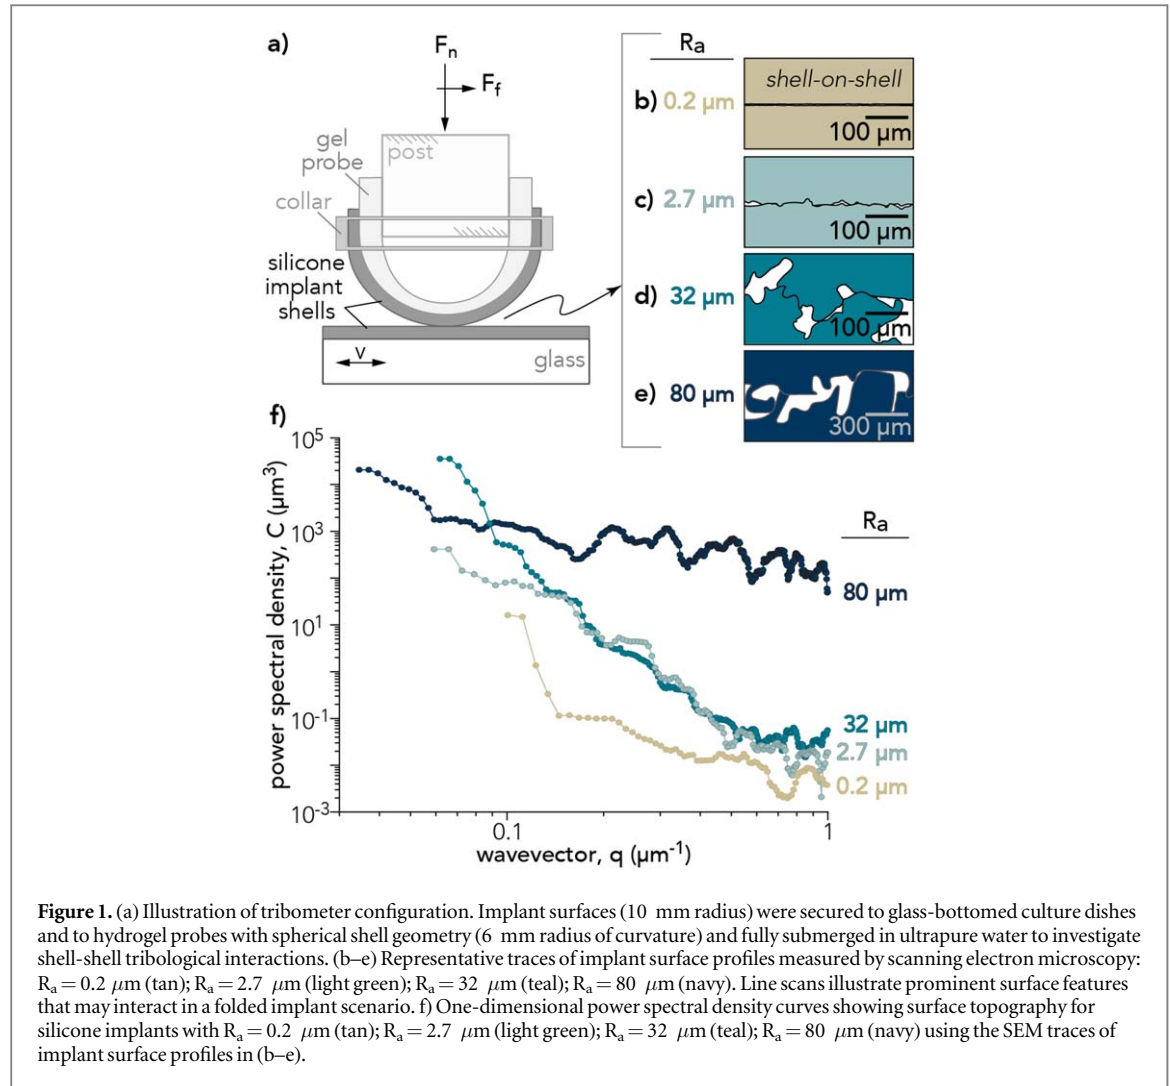 a)
Fn
Ff
gel
probe
post
collar
silicone
implant
shells
v
glass
Ra
b) 0.2 μm
shell-on-shell
100 μm
c) 2.7 μm
100 μm
d) 32 μm
100 μm
e) 80 μm
300 μm
f)
power spectral density, C (μm³)
10⁵
10³
10¹
10⁻¹
10⁻³
0.1
1
wavevector, q (μm⁻¹)
Ra
80 μm
32 μm
2.7 μm
0.2 μm
Figure 1. (a) Illustration of tribometer configuration. Implant surfaces (10 mm radius) were secured to glass-bottomed culture dishes
and to hydrogel probes with spherical shell geometry (6 mm radius of curvature) and fully submerged in ultrapure water to investigate
shell-shell tribological interactions. (b–e) Representative traces of implant surface profiles measured by scanning electron microscopy:
Ra = 0.2 μm (tan); Ra = 2.7 μm (light green); Ra = 32 μm (teal); Ra = 80 μm (navy). Line scans illustrate prominent surface features
that may interact in a folded implant scenario. f) One-dimensional power spectral density curves showing surface topography for
silicone implants with Ra = 0.2 μm (tan); Ra = 2.7 μm (light green); Ra = 32 μm (teal); Ra = 80 μm (navy) using the SEM traces of
implant surface profiles in (b–e).